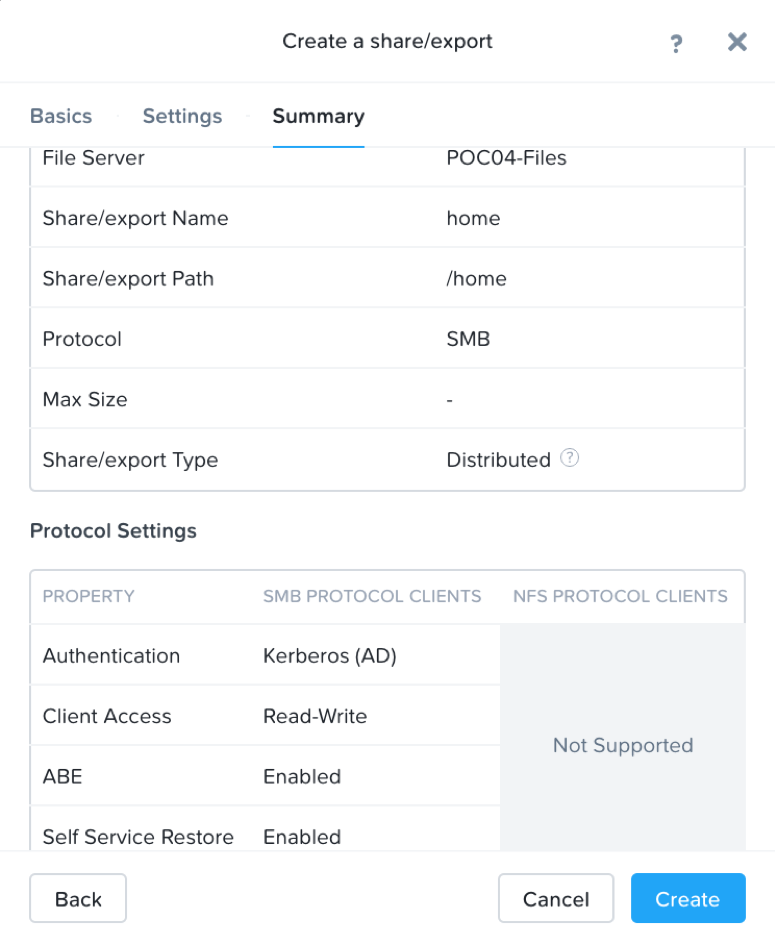 Create a share/export ? ×
Basics · Settings · Summary
File Server POC04-Files
Share/export Name home
Share/export Path /home
Protocol SMB
Max Size -
Share/export Type Distributed ?
Protocol Settings
PROPERTY SMB PROTOCOL CLIENTS NFS PROTOCOL CLIENTS
Authentication Kerberos (AD)
Client Access Read-Write
Not Supported
ABE Enabled
Self Service Restore Enabled
Back Cancel Create